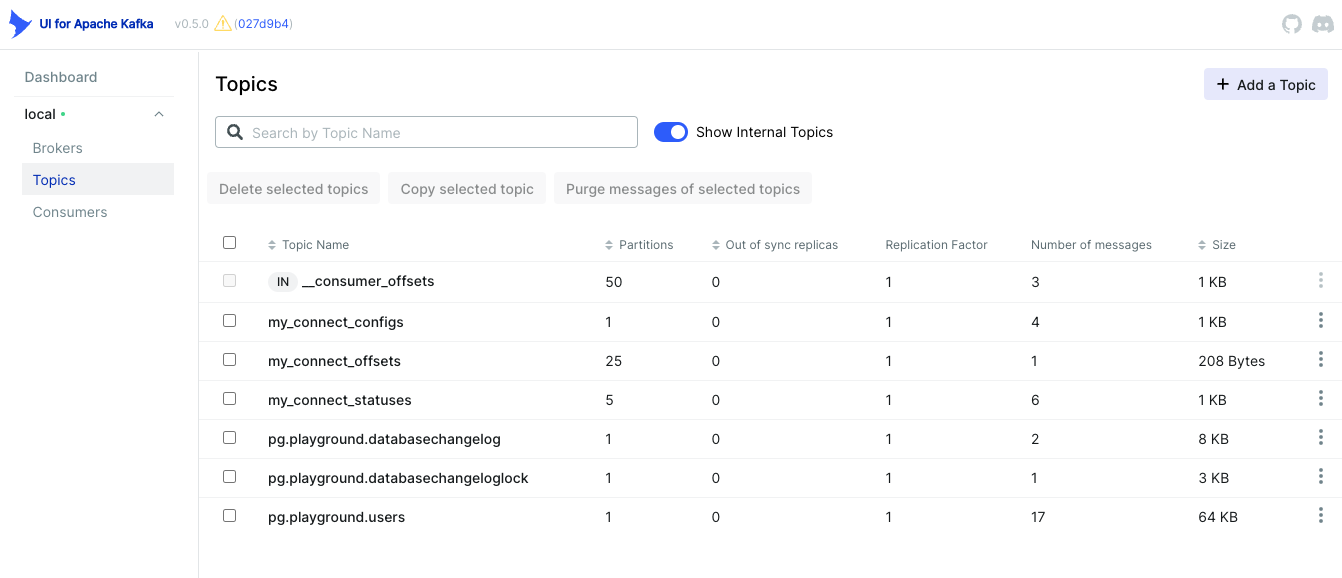 UI for Apache Kafka v0.5.0 (027d9b4)
Dashboard
local
Brokers
Topics
Consumers
Topics
Add a Topic
Search by Topic Name
Show Internal Topics
Delete selected topics Copy selected topic Purge messages of selected topics
Topic Name Partitions Out of sync replicas Replication Factor Number of messages Size
IN __consumer_offsets 50 0 1 3 1 KB
my_connect_configs 1 0 1 4 1 KB
my_connect_offsets 25 0 1 1 208 Bytes
my_connect_statuses 5 0 1 6 1 KB
pg.playground.databasechangelog 1 0 1 2 8 KB
pg.playground.databasechangeloglock 1 0 1 1 3 KB
pg.playground.users 1 0 1 17 64 KB